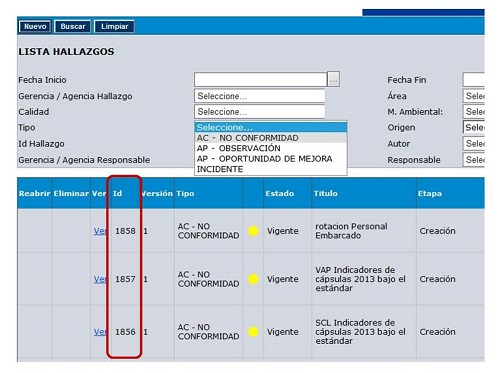 Nuevo Buscar Limpiar
LISTA HALLAZGOS
Fecha Inicio ... Fecha Fin
Gerencia / Agencia Hallazgo Seleccione... Área Selec
Calidad Seleccione... M. Ambiental: Selec
Tipo Seleccione... Origen Selec
AC - NO CONFORMIDAD
AP - OBSERVACIÓN
Id Hallazgo Autor Selec
AP - OPORTUNIDAD DE MEJORA
Gerencia / Agencia Responsable INCIDENTE Responsable Selec
Reabrir Eliminar Ver Id Versión Tipo Estado Titulo Etapa
Ver 1858 1 AC - NO CONFORMIDAD Vigente rotacion Personal Embarcado Creación
Ver 1857 1 AC - NO CONFORMIDAD Vigente VAP Indicadores de cápsulas 2013 bajo el estándar Creación
Ver 1856 1 AC - NO CONFORMIDAD Vigente SCL Indicadores de cápsulas 2013 bajo el estándar Creación